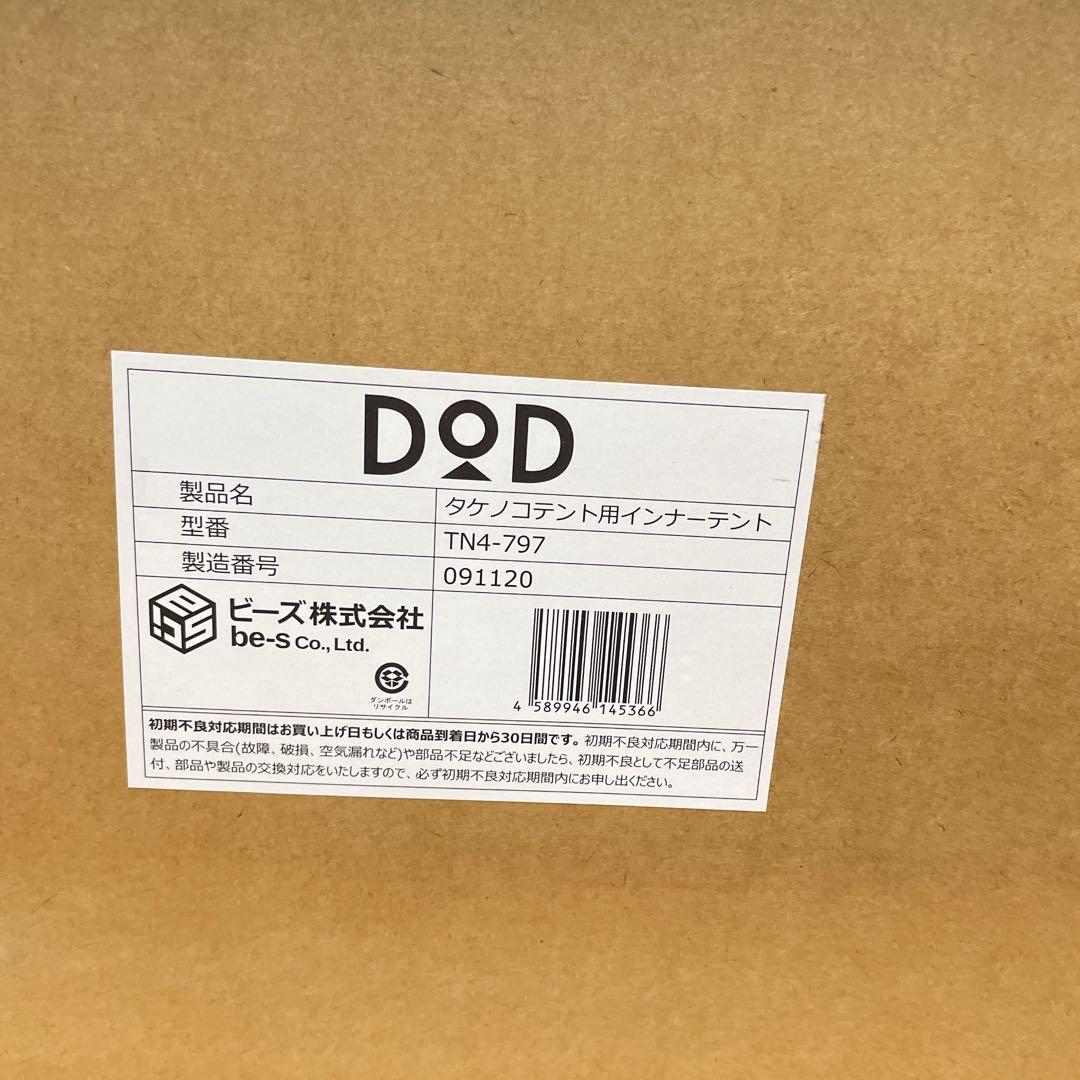 DOD
製品名 タケノコテント用インナーテント
型番 TN4-797
製造番号 091120
ビーズ株式会社
be-s Co., Ltd.
ダンボールは
リサイクル
4 589946 145366
初期不良対応期間はお買い上げ日もしくは商品到着日から30日間です。初期不良対応期間内に、万一
製品の不具合(故障、破損、空気漏れなど)や部品不足などございましたら、初期不良として不足部品の送
付、部品や製品の交換対応をいたしますので、必ず初期不良対応期間内にお申し出ください。